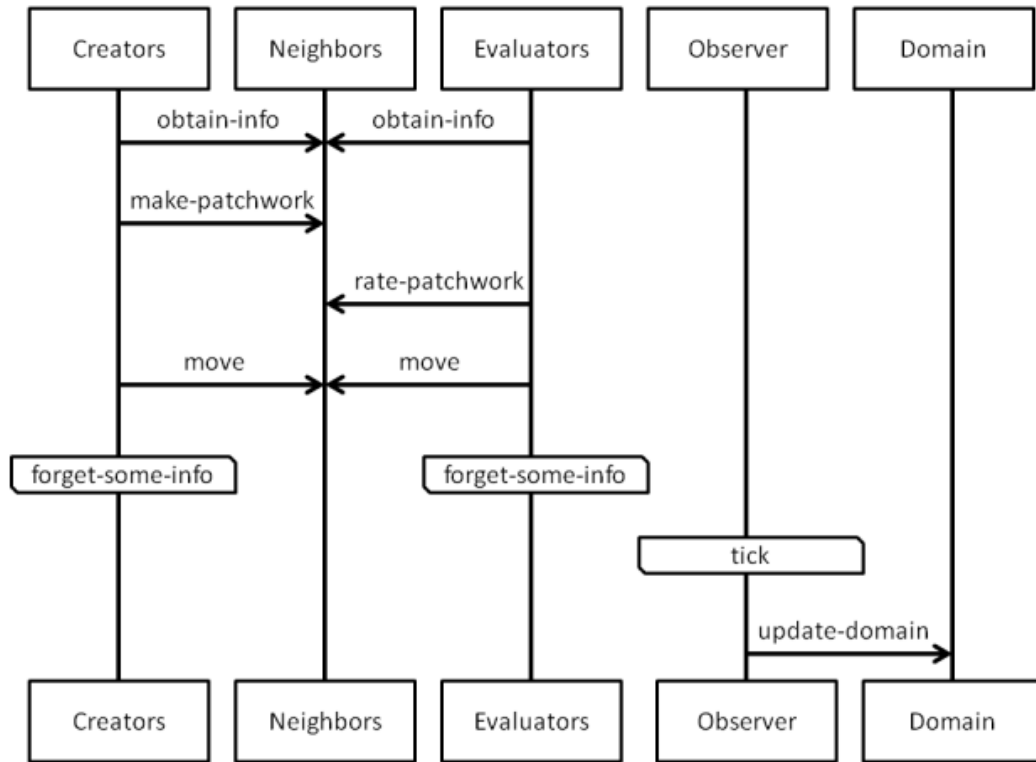 Creators
Neighbors
Evaluators
Observer
Domain
obtain-info
obtain-info
make-patchwork
rate-patchwork
move
move
forget-some-info
forget-some-info
tick
update-domain
Creators
Neighbors
Evaluators
Observer
Domain